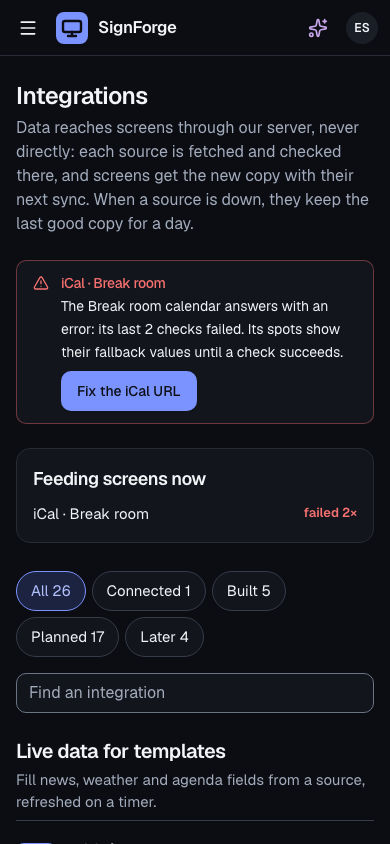 SignForge
ES
Integrations
Data reaches screens through our server, never
directly: each source is fetched and checked
there, and screens get the new copy with their
next sync. When a source is down, they keep the
last good copy for a day.
iCal · Break room
The Break room calendar answers with an
error: its last 2 checks failed. Its spots show
their fallback values until a check succeeds.
Fix the iCal URL
Feeding screens now
iCal · Break room failed 2×
All 26 Connected 1 Built 5
Planned 17 Later 4
Find an integration
Live data for templates
Fill news, weather and agenda fields from a source,
refreshed on a timer.